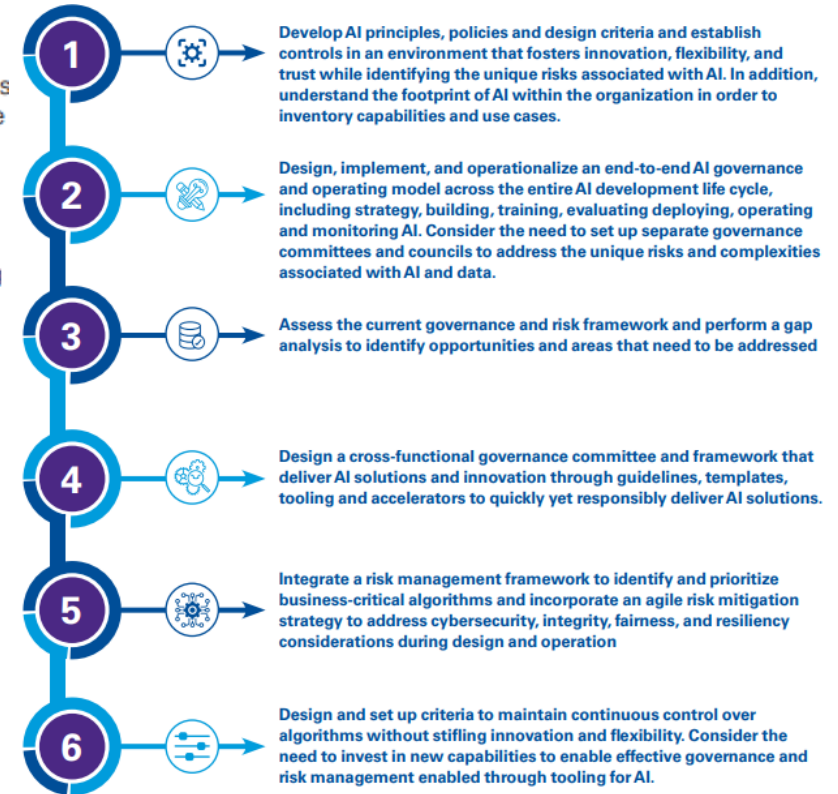 s
e
1
Develop AI principles, policies and design criteria and establish
controls in an environment that fosters innovation, flexibility, and
trust while identifying the unique risks associated with AI. In addition,
understand the footprint of AI within the organization in order to
inventory capabilities and use cases.
2
Design, implement, and operationalize an end-to-end AI governance
and operating model across the entire AI development life cycle,
including strategy, building, training, evaluating deploying, operating
and monitoring AI. Consider the need to set up separate governance
committees and councils to address the unique risks and complexities
associated with AI and data.
3
Assess the current governance and risk framework and perform a gap
analysis to identify opportunities and areas that need to be addressed
4
Design a cross-functional governance committee and framework that
deliver AI solutions and innovation through guidelines, templates,
tooling and accelerators to quickly yet responsibly deliver AI solutions.
5
Integrate a risk management framework to identify and prioritize
business-critical algorithms and incorporate an agile risk mitigation
strategy to address cybersecurity, integrity, fairness, and resiliency
considerations during design and operation
6
Design and set up criteria to maintain continuous control over
algorithms without stifling innovation and flexibility. Consider the
need to invest in new capabilities to enable effective governance and
risk management enabled through tooling for AI.